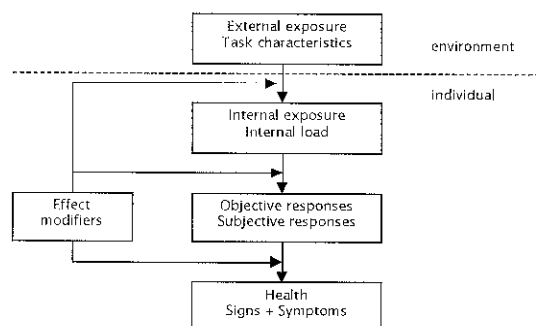 External exposure
Task characteristics
environment
individual
Internal exposure
Internal load
Effect
modifiers
Objective responses
Subjective responses
Health
Signs + Symptoms